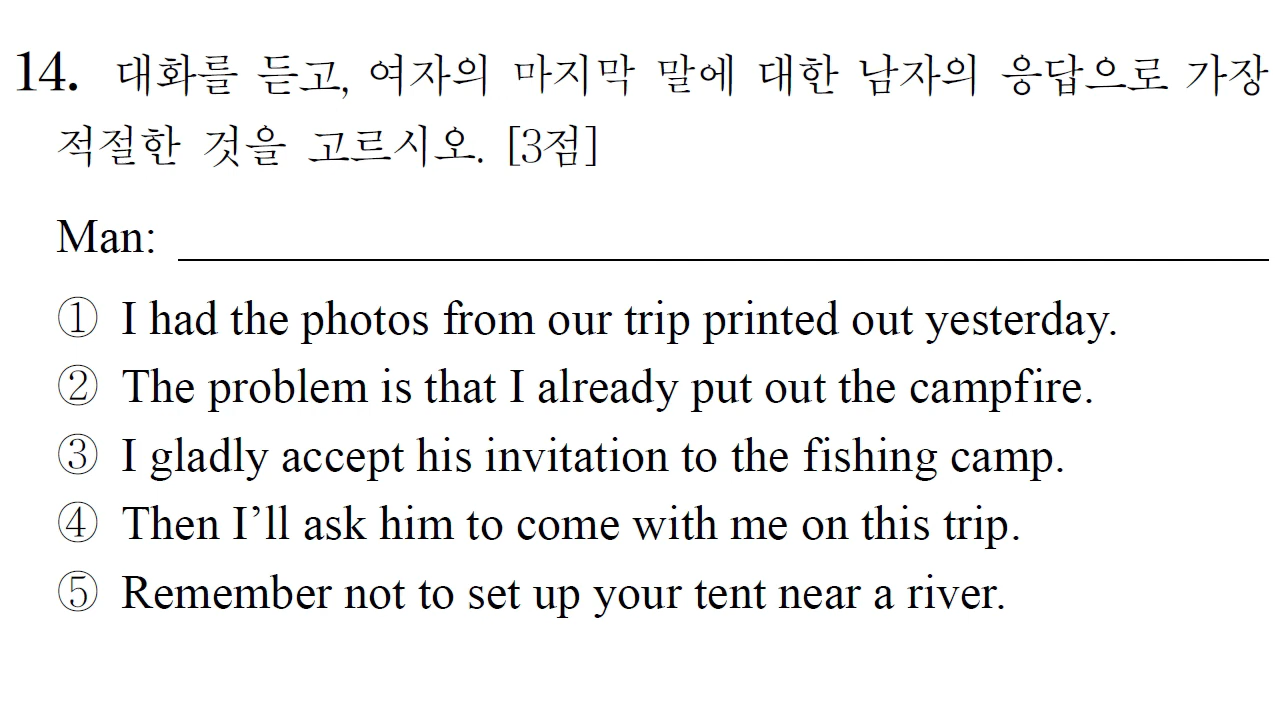 14. 대화를 듣고, 여자의 마지막 말에 대한 남자의 응답으로 가장
적절한 것을 고르시오. [3점]
Man:
① I had the photos from our trip printed out yesterday.
② The problem is that I already put out the campfire.
③ I gladly accept his invitation to the fishing camp.
④ Then I’ll ask him to come with me on this trip.
⑤ Remember not to set up your tent near a river.